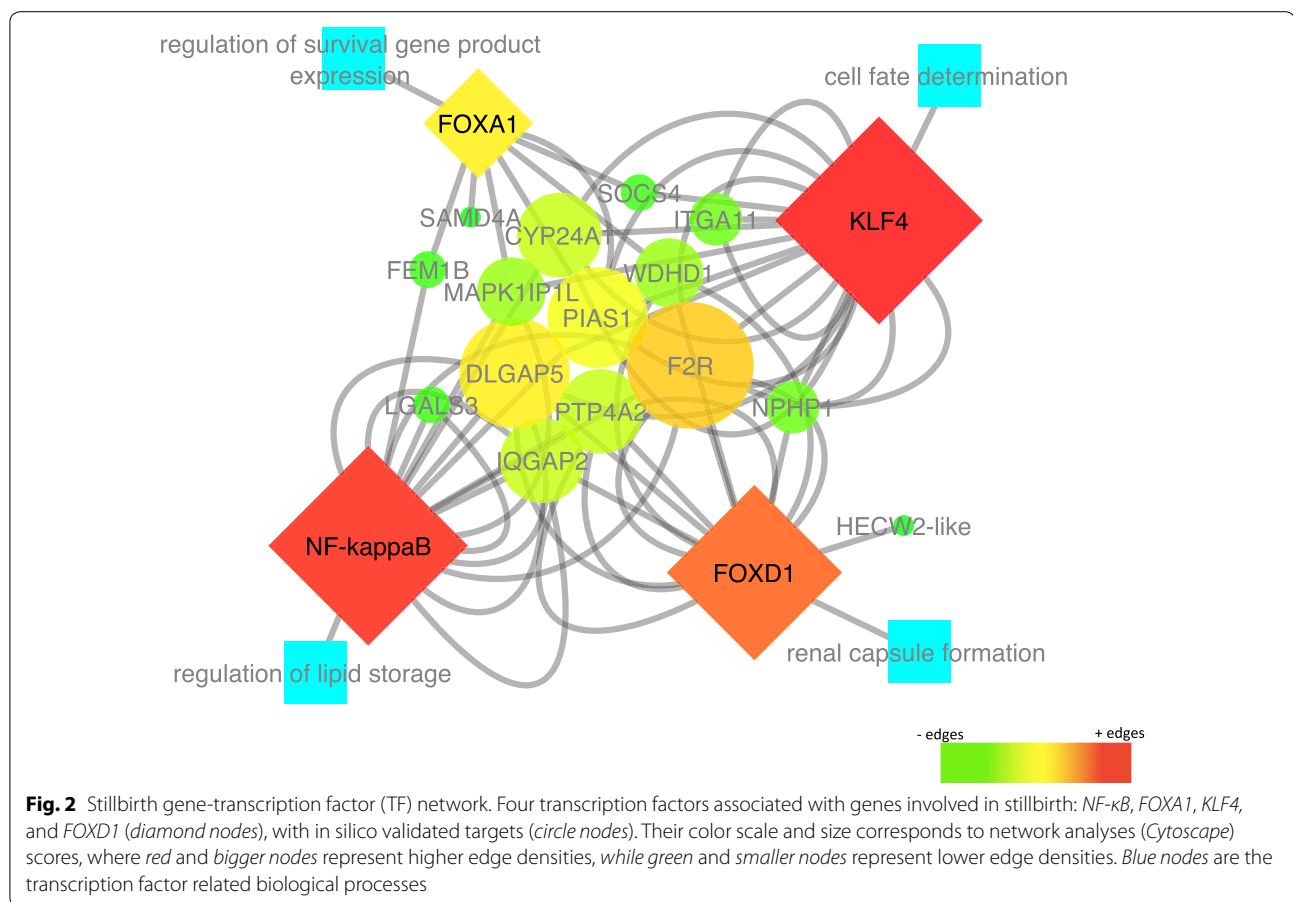 regulation of survival gene product
expression
cell fate determination
FOXA1
KLF4
SOCS4
SAMD4A
ITGA11
CYP24A1
FEM1B
WDHD1
MAPK1IP1L
PIAS1
F2R
DLGAP5
LGALS3
PTP4A2
NPHP1
IQGAP2
HECW2-like
NF-kappaB
FOXD1
renal capsule formation
regulation of lipid storage
- edges
+ edges
Fig. 2 Stillbirth gene-transcription factor (TF) network. Four transcription factors associated with genes involved in stillbirth: NF-κB, FOXA1, KLF4,
and FOXD1 (diamond nodes), with in silico validated targets (circle nodes). Their color scale and size corresponds to network analyses (Cytoscape)
scores, where red and bigger nodes represent higher edge densities, while green and smaller nodes represent lower edge densities. Blue nodes are the
transcription factor related biological processes